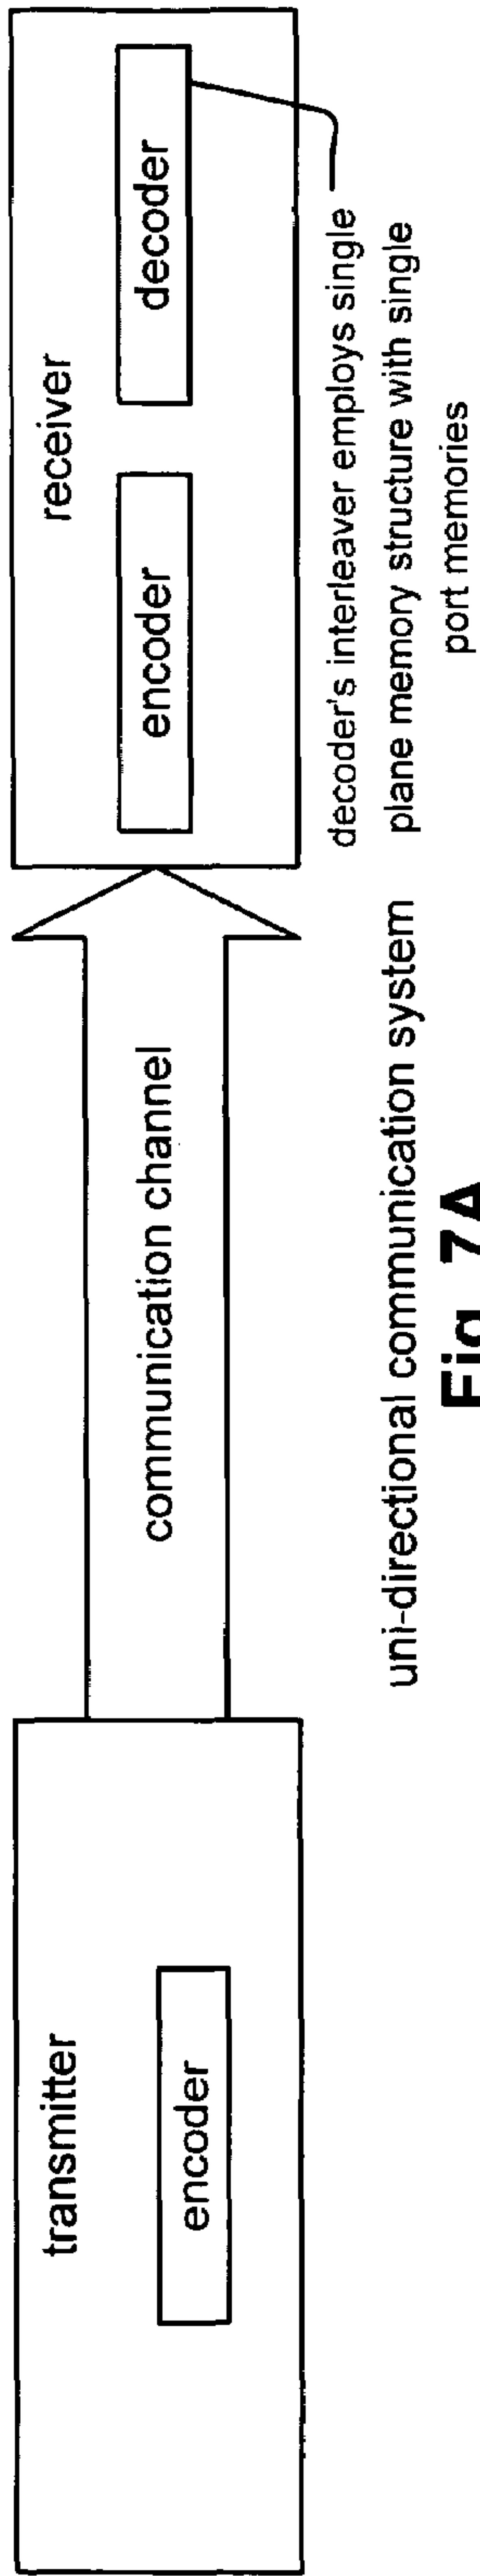 transmitter
encoder
communication channel
receiver
encoder
decoder
decoder's interleaver employs single
plane memory structure with single
port memories
uni-directional communication system
Fig. 7A